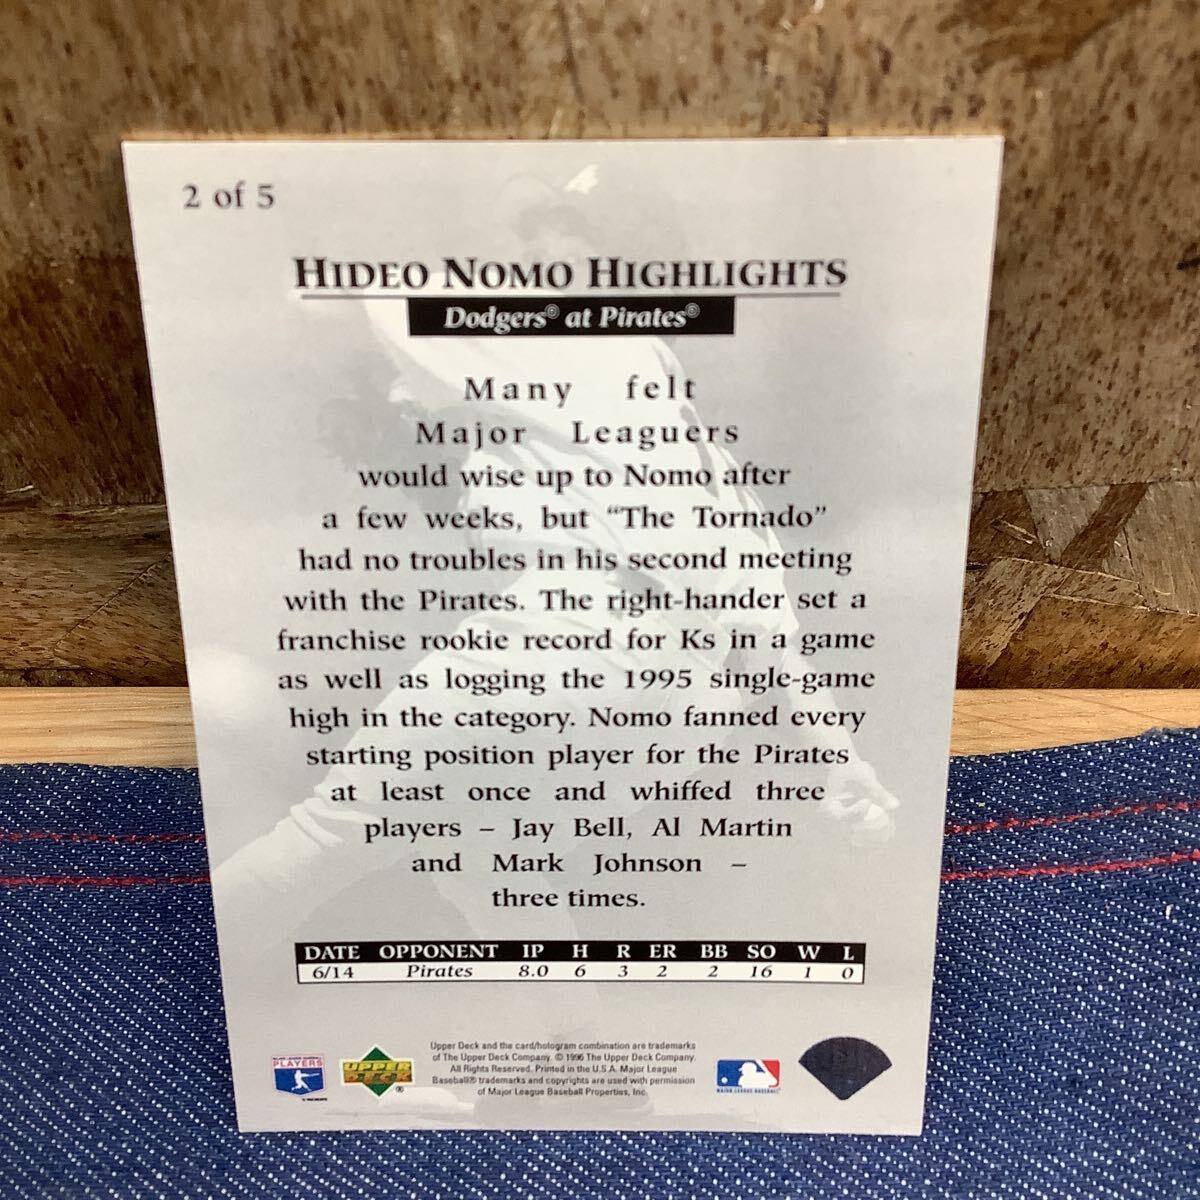 2 of 5
HIDEO NOMO HIGHLIGHTS
Dodgers® at Pirates®
Many felt
Major Leaguers
would wise up to Nomo after
a few weeks, but “The Tornado”
had no troubles in his second meeting
with the Pirates. The right-hander set a
franchise rookie record for Ks in a game
as well as logging the 1995 single-game
high in the category. Nomo fanned every
starting position player for the Pirates
at least once and whiffed three
players – Jay Bell, Al Martin
and Mark Johnson –
three times.
DATE OPPONENT IP H R ER BB SO W L
6/14 Pirates 8.0 6 3 2 2 16 1 0
Upper Deck and the card/hologram combination are trademarks
of The Upper Deck Company. © 1996 The Upper Deck Company.
All Rights Reserved. Printed in the U.S.A. Major League
Baseball® trademarks and copyrights are used with permission
of Major League Baseball Properties, Inc.
PLAYERS
UPPER
DECK ®
MAJOR LEAGUE BASEBALL